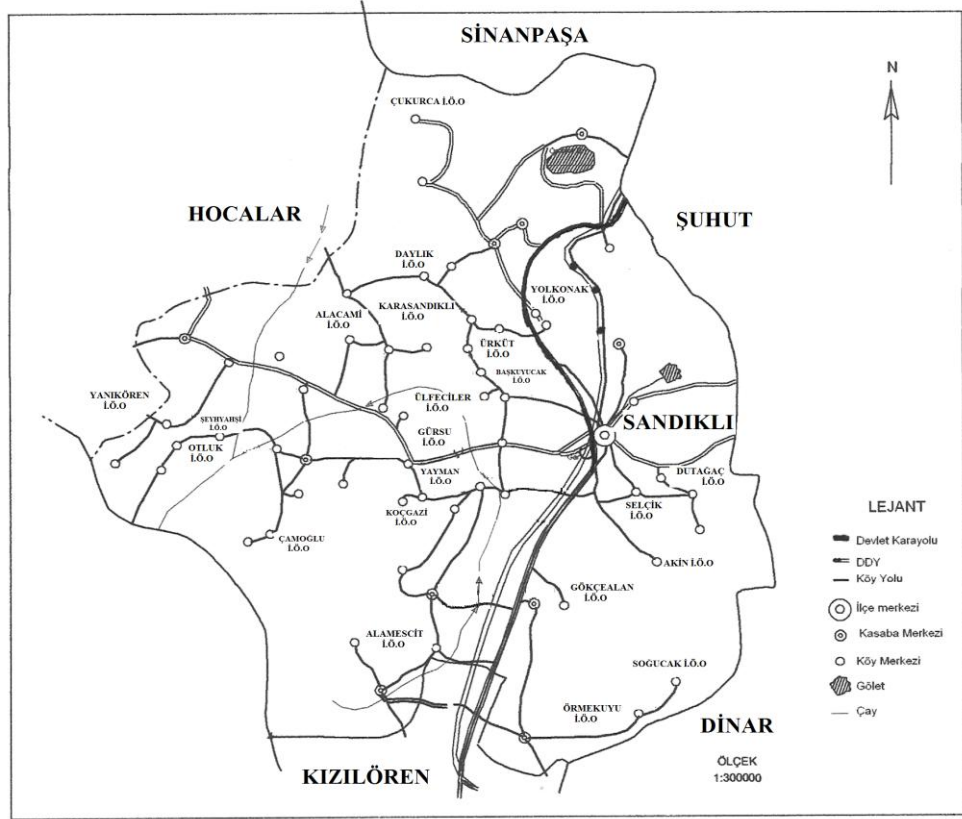 SİNANPAŞA
N
ÇUKURCA İ.Ö.O
HOCALAR
ŞUHUT
DAYLIK
İ.Ö.O
YOLKONAK
İ.Ö.O
KARASANDIKLI
İ.Ö.O
ALACAMİ
İ.Ö.O
ÜRKÜT
İ.Ö.O
BAŞKUYUCAK
İ.Ö.O
YANIKÖREN
İ.Ö.O
ÜLFECİLER
İ.Ö.O
ŞEYHYAHŞİ
İ.Ö.O
GÜRSU
İ.Ö.O
SANDIKLI
OTLUK
İ.Ö.O
YAYMAN
İ.Ö.O
DUTAĞAÇ
İ.Ö.O
KOÇGAZİ
İ.Ö.O
SELÇİK
İ.Ö.O
ÇAMOĞLU
İ.Ö.O
AKİN İ.Ö.O
GÖKÇEALAN
İ.Ö.O
ALAMESCİT
İ.Ö.O
SOĞUCAK İ.Ö.O
ÖRMEKUYU
İ.Ö.O
DİNAR
KIZILÖREN
LEJANT
Devlet Karayolu
DDY
Köy Yolu
İlçe merkezi
Kasaba Merkezi
Köy Merkezi
Gölet
Çay
ÖLÇEK
1:300000